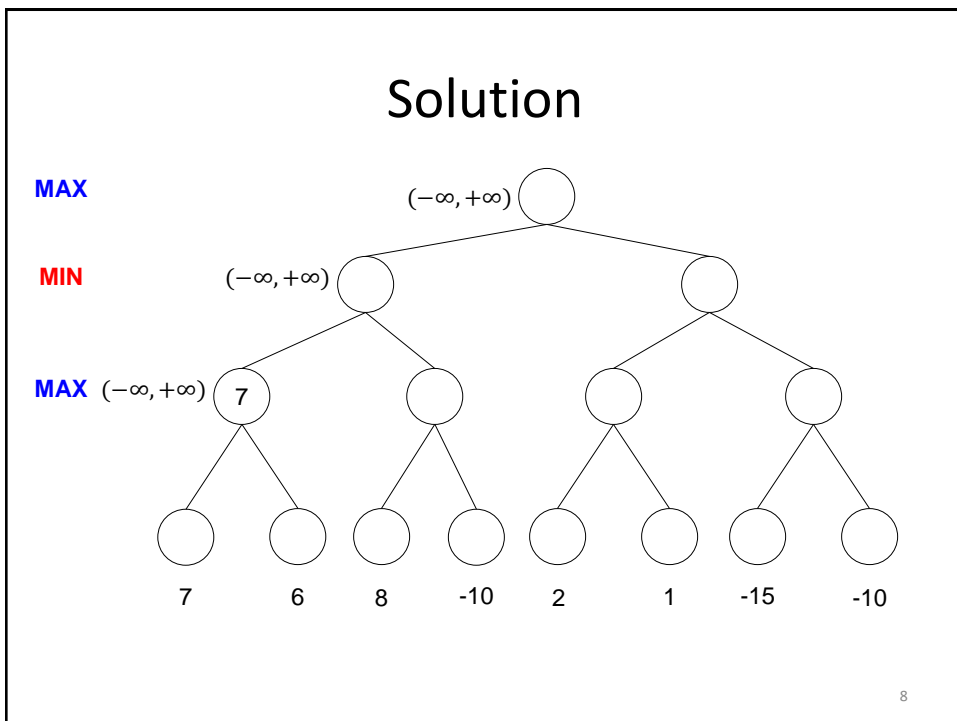 Solution
MAX (−∞, +∞)
MIN (−∞, +∞)
MAX (−∞, +∞) 7
7 6 8 -10 2 1 -15 -10
8